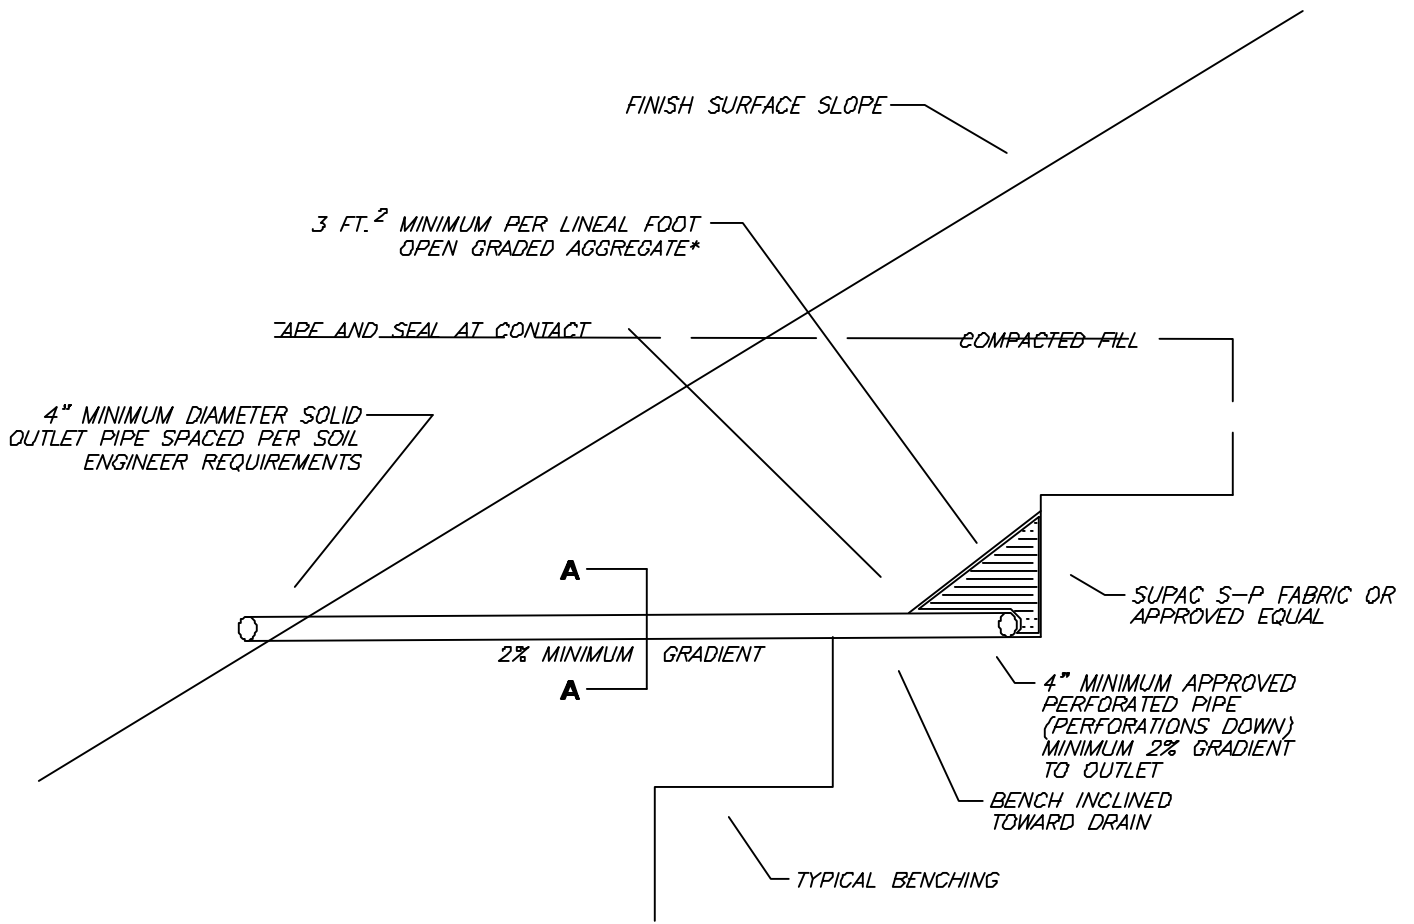 FINISH SURFACE SLOPE
3 FT.² MINIMUM PER LINEAL FOOT
OPEN GRADED AGGREGATE*
TAPE AND SEAL AT CONTACT
COMPACTED FILL
4" MINIMUM DIAMETER SOLID
OUTLET PIPE SPACED PER SOIL
ENGINEER REQUIREMENTS
A
SUPAC S-P FABRIC OR
APPROVED EQUAL
2% MINIMUM GRADIENT
A
4" MINIMUM APPROVED
PERFORATED PIPE
(PERFORATIONS DOWN)
MINIMUM 2% GRADIENT
TO OUTLET
BENCH INCLINED
TOWARD DRAIN
TYPICAL BENCHING